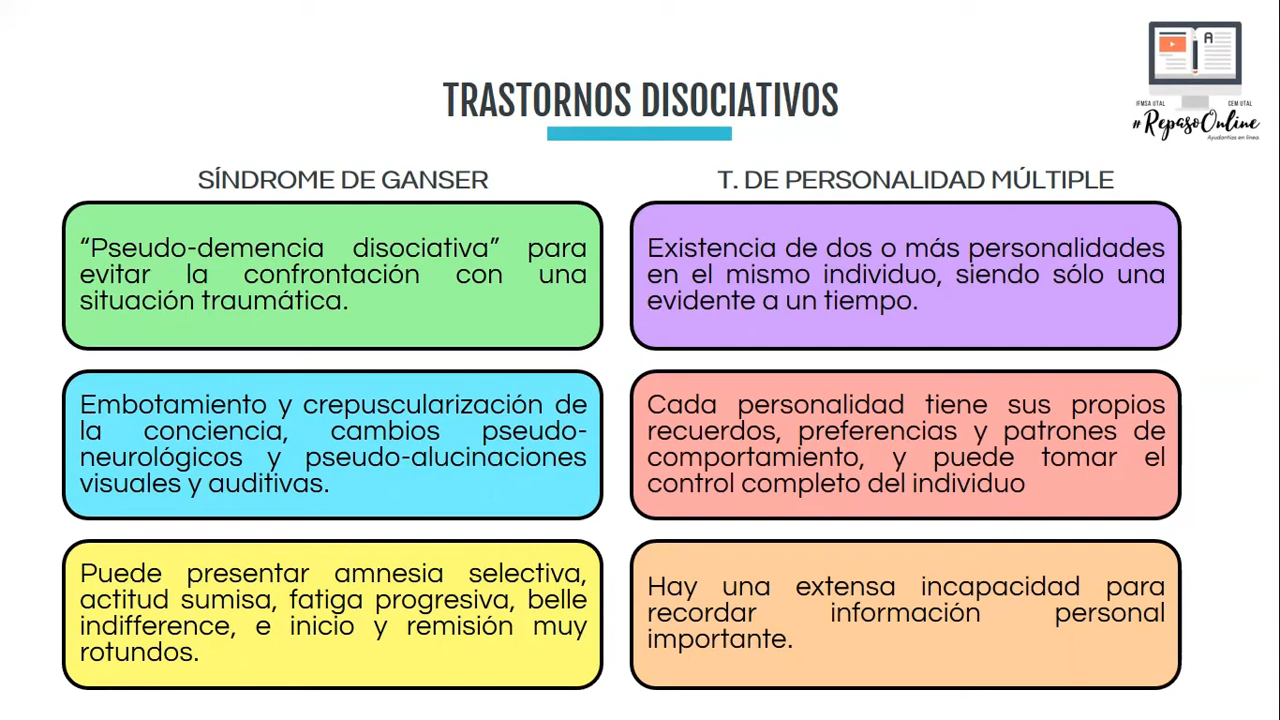 A
IFMSA UTAL
CEM UTAL
#RepasoOnline
Ayudantías en línea
TRASTORNOS DISOCIATIVOS
SÍNDROME DE GANSER
“Pseudo-demencia disociativa” para
evitar la confrontación con una
situación traumática.
Embotamiento y crepuscularización de
la conciencia, cambios pseudo-
neurológicos y pseudo-alucinaciones
visuales y auditivas.
Puede presentar amnesia selectiva,
actitud sumisa, fatiga progresiva, belle
indifference, e inicio y remisión muy
rotundos.
T. DE PERSONALIDAD MÚLTIPLE
Existencia de dos o más personalidades
en el mismo individuo, siendo sólo una
evidente a un tiempo.
Cada personalidad tiene sus propios
recuerdos, preferencias y patrones de
comportamiento, y puede tomar el
control completo del individuo
Hay una extensa incapacidad para
recordar información personal
importante.